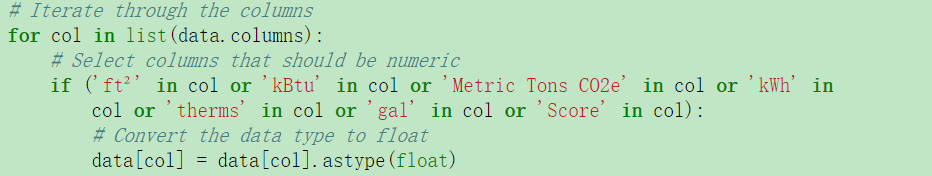 # Iterate through the columns
for col in list(data.columns):
    # Select columns that should be numeric
    if ('ft²' in col or 'kBtu' in col or 'Metric Tons CO2e' in col or 'kWh' in
        col or 'therms' in col or 'gal' in col or 'Score' in col):
        # Convert the data type to float
        data[col] = data[col].astype(float)